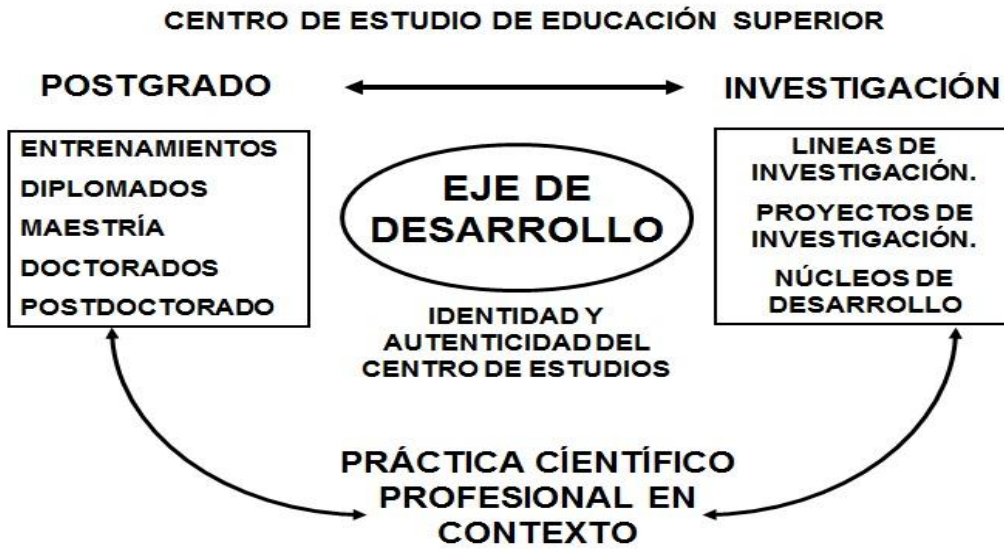 CENTRO DE ESTUDIO DE EDUCACIÓN SUPERIOR
POSTGRADO
INVESTIGACIÓN
ENTRENAMIENTOS
DIPLOMADOS
MAESTRÍA
DOCTORADOS
POSTDOCTORADO
EJE DE
DESARROLLO
IDENTIDAD Y
AUTENTICIDAD DEL
CENTRO DE ESTUDIOS
LINEAS DE
INVESTIGACIÓN.
PROYECTOS DE
INVESTIGACIÓN.
NÚCLEOS DE
DESARROLLO
PRÁCTICA CÍENTÍFICO
PROFESIONAL EN
CONTEXTO